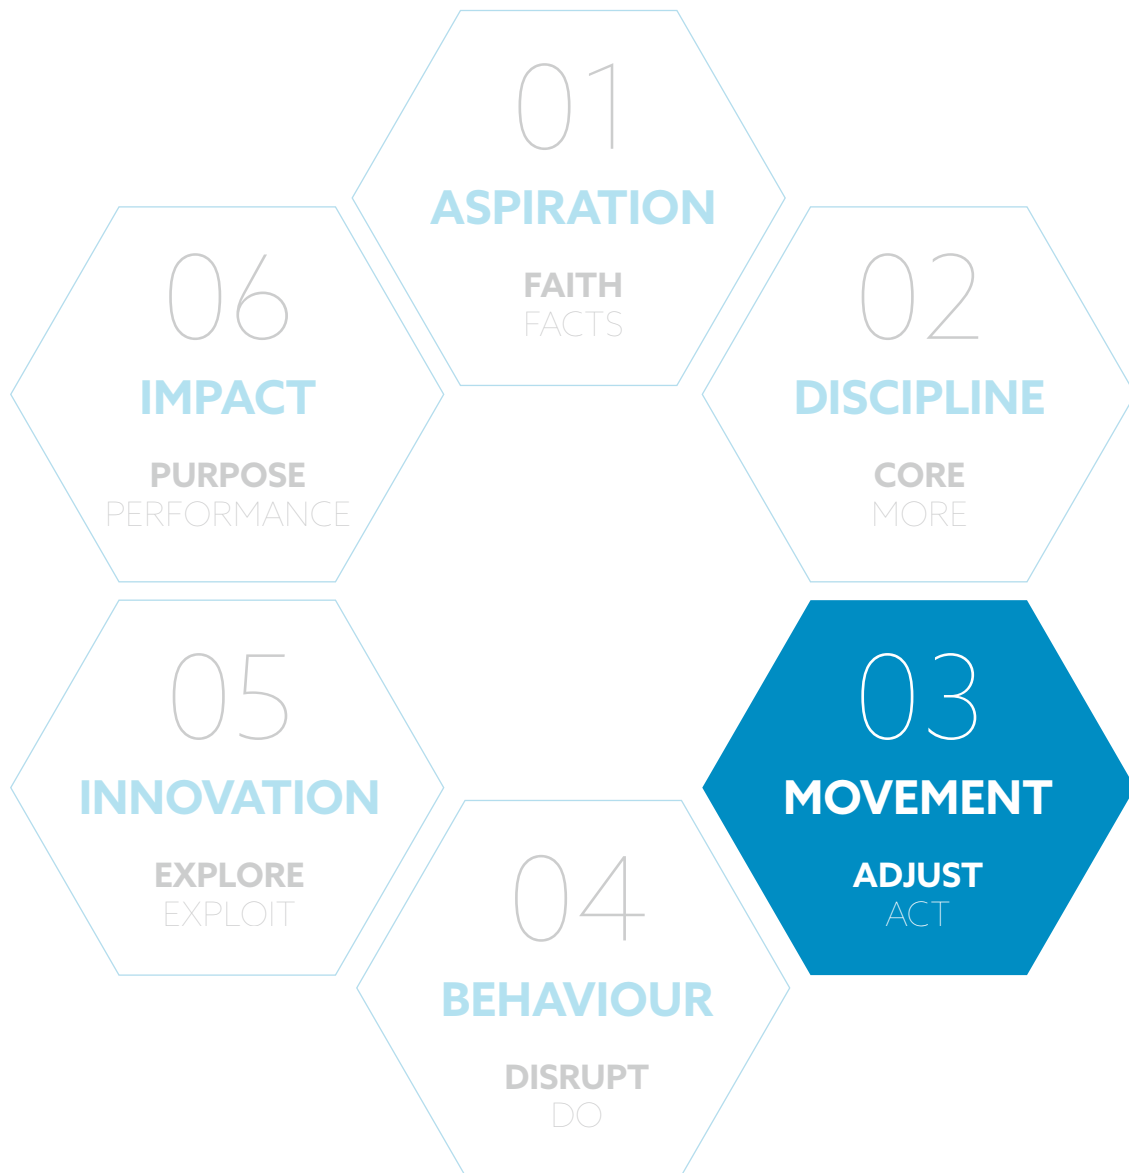 01
ASPIRATION
FAITH
FACTS
02
DISCIPLINE
CORE
MORE
03
MOVEMENT
ADJUST
ACT
04
BEHAVIOUR
DISRUPT
DO
05
INNOVATION
EXPLORE
EXPLOIT
06
IMPACT
PURPOSE
PERFORMANCE